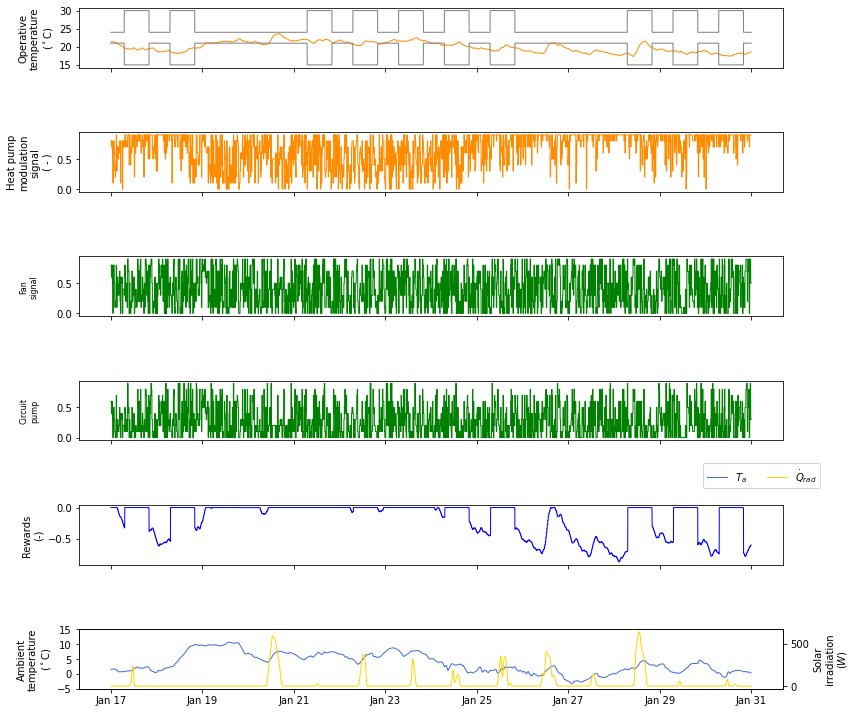 Operative
temperature
(°C)
30
25
20
15
Heat pump
modulation
signal
( - )
0.5
0.0
Fan
signal
0.5
0.0
Circuit
pump
0.5
0.0
T_a
Q̇_rad
Rewards
(-)
0.0
−0.5
Ambient
temperature
(°C)
15
10
5
0
−5
500
0
Solar
irradiation
(W)
Jan 17
Jan 19
Jan 21
Jan 23
Jan 25
Jan 27
Jan 29
Jan 31